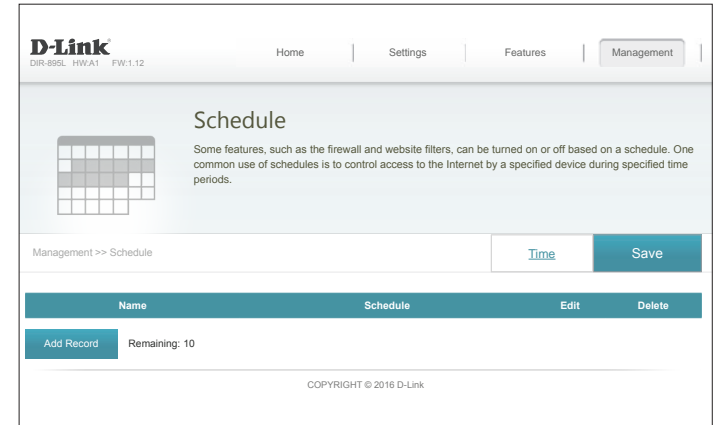 D-Link
DIR-895L HW:A1 FW:1.12
Home
Settings
Features
Management
Schedule
Some features, such as the firewall and website filters, can be turned on or off based on a schedule. One
common use of schedules is to control access to the Internet by a specified device during specified time
periods.
Management >> Schedule
Time
Save
Name Schedule Edit Delete
Add Record
Remaining: 10
COPYRIGHT © 2016 D-Link